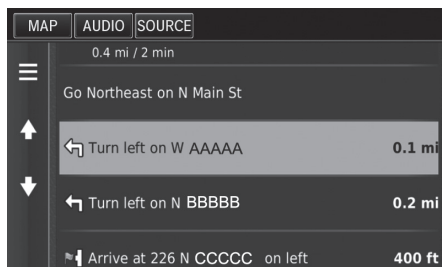 MAP AUDIO SOURCE
0.4 mi / 2 min
Go Northeast on N Main St
Turn left on W AAAAA 0.1 mi
Turn left on N BBBBB 0.2 mi
Arrive at 226 N CCCCC on left 400 ft